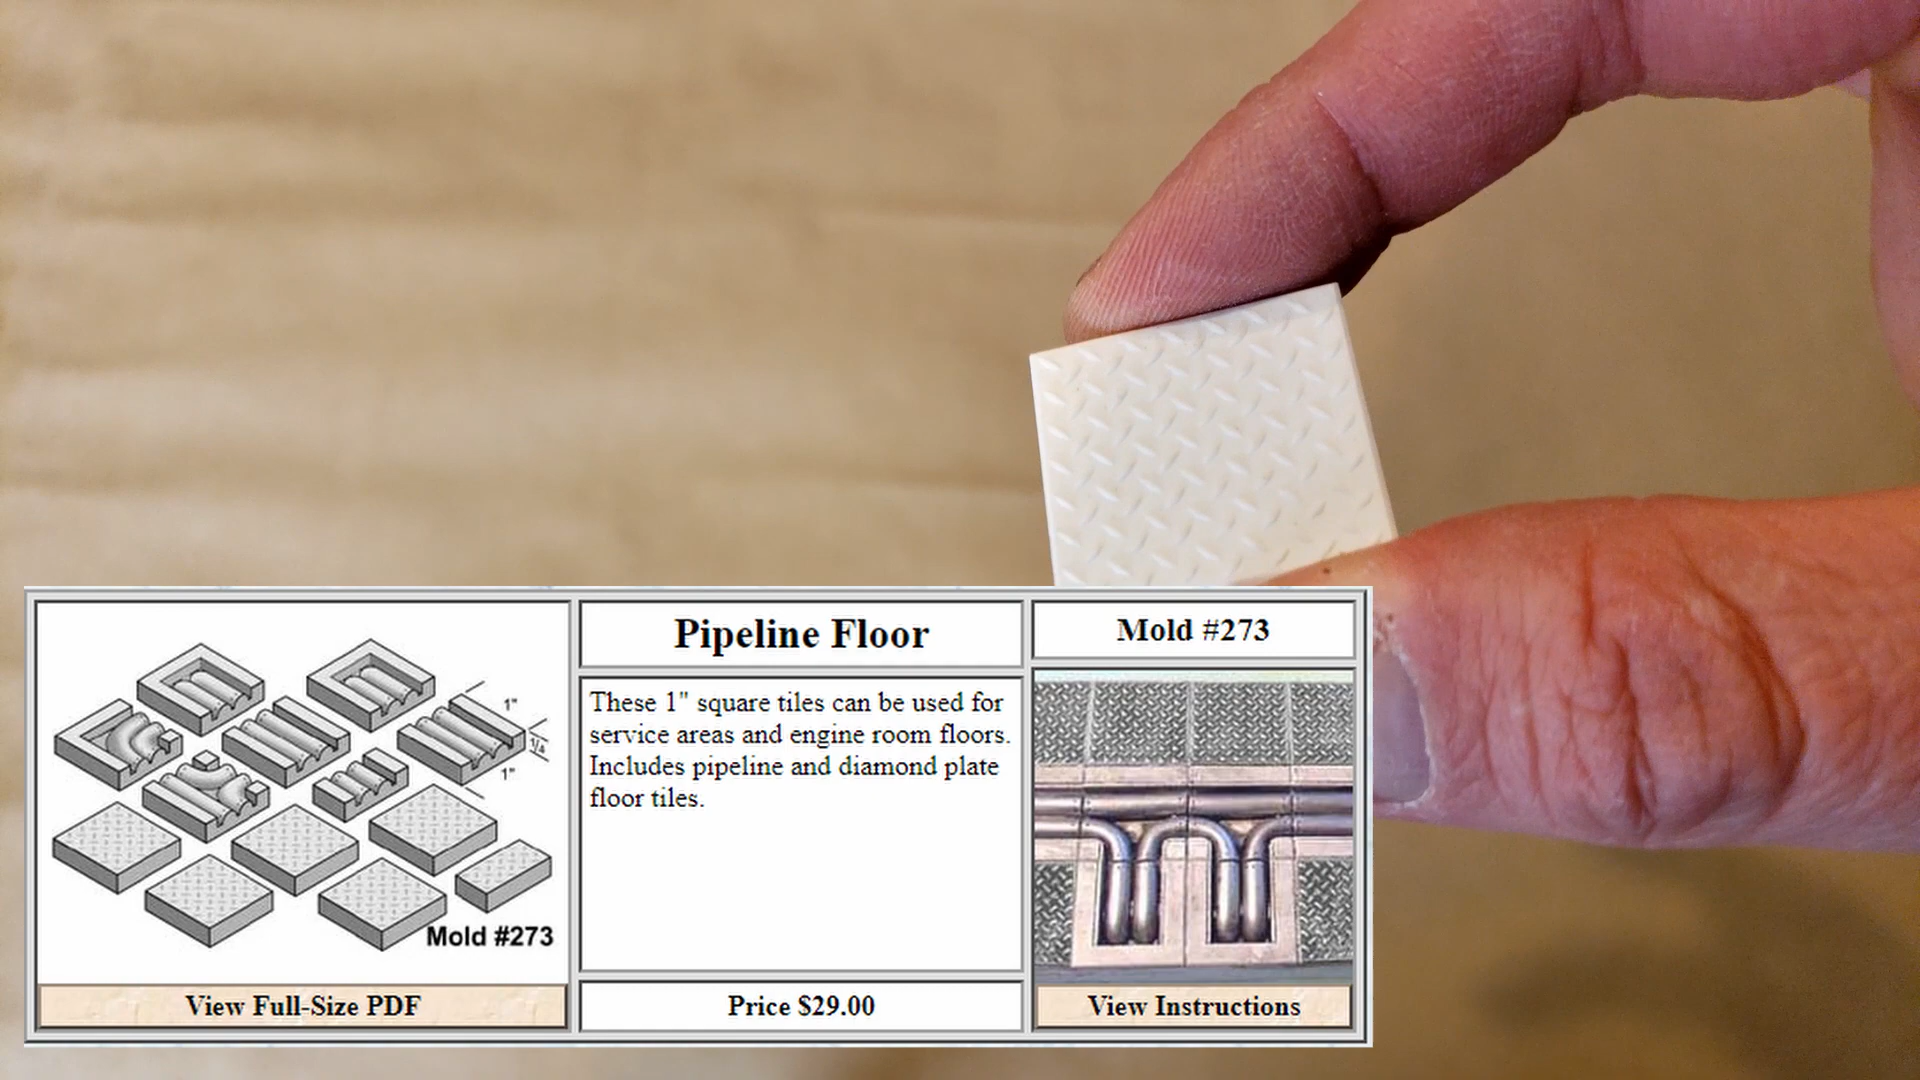 Pipeline Floor
Mold #273
1"
1/4
1"
Mold #273
These 1" square tiles can be used for
service areas and engine room floors.
Includes pipeline and diamond plate
floor tiles.
View Full-Size PDF
Price $29.00
View Instructions